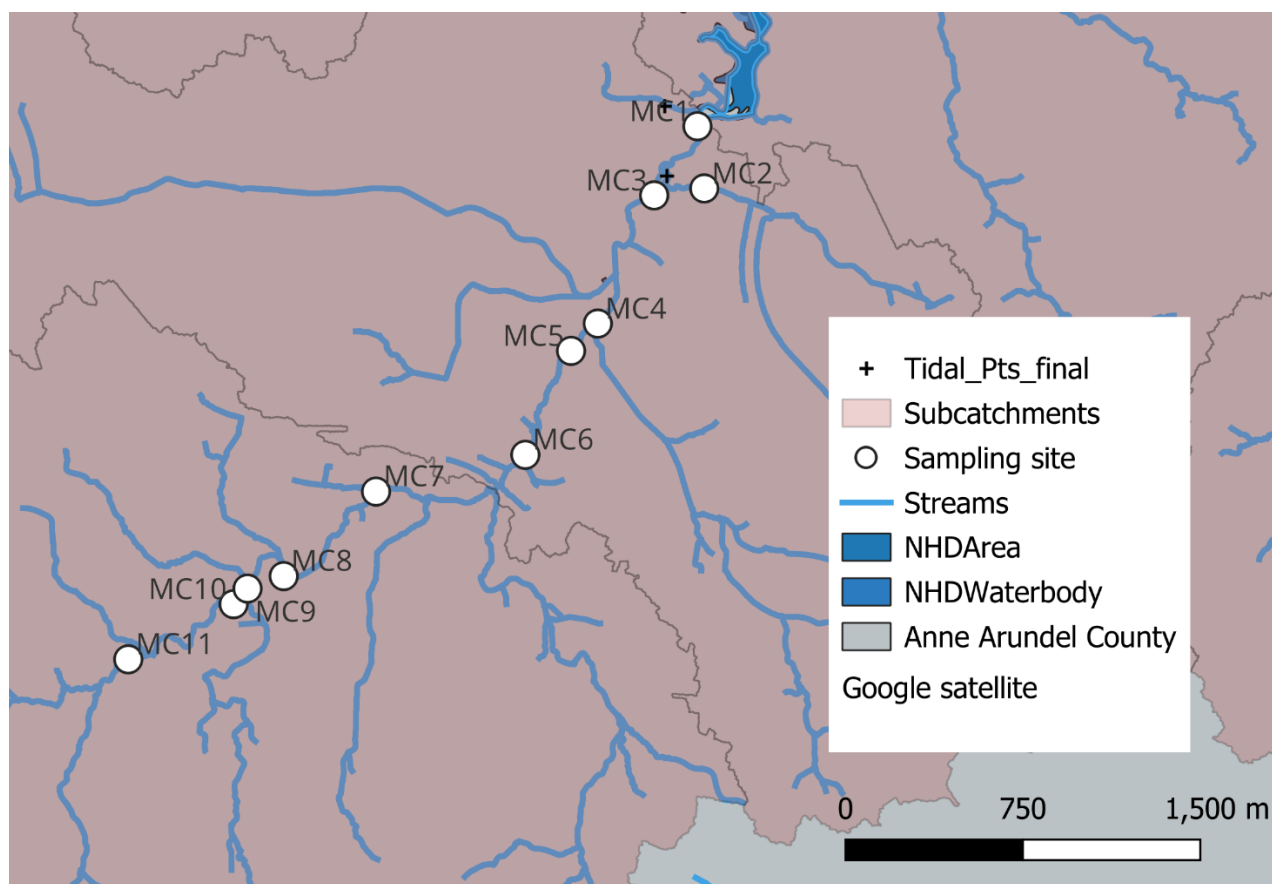 MC1
MC2
MC3
MC4
MC5
MC6
MC7
MC8
MC10
MC9
MC11
Tidal_Pts_final
Subcatchments
Sampling site
Streams
NHDArea
NHDWaterbody
Anne Arundel County
Google satellite
0 750 1,500 m